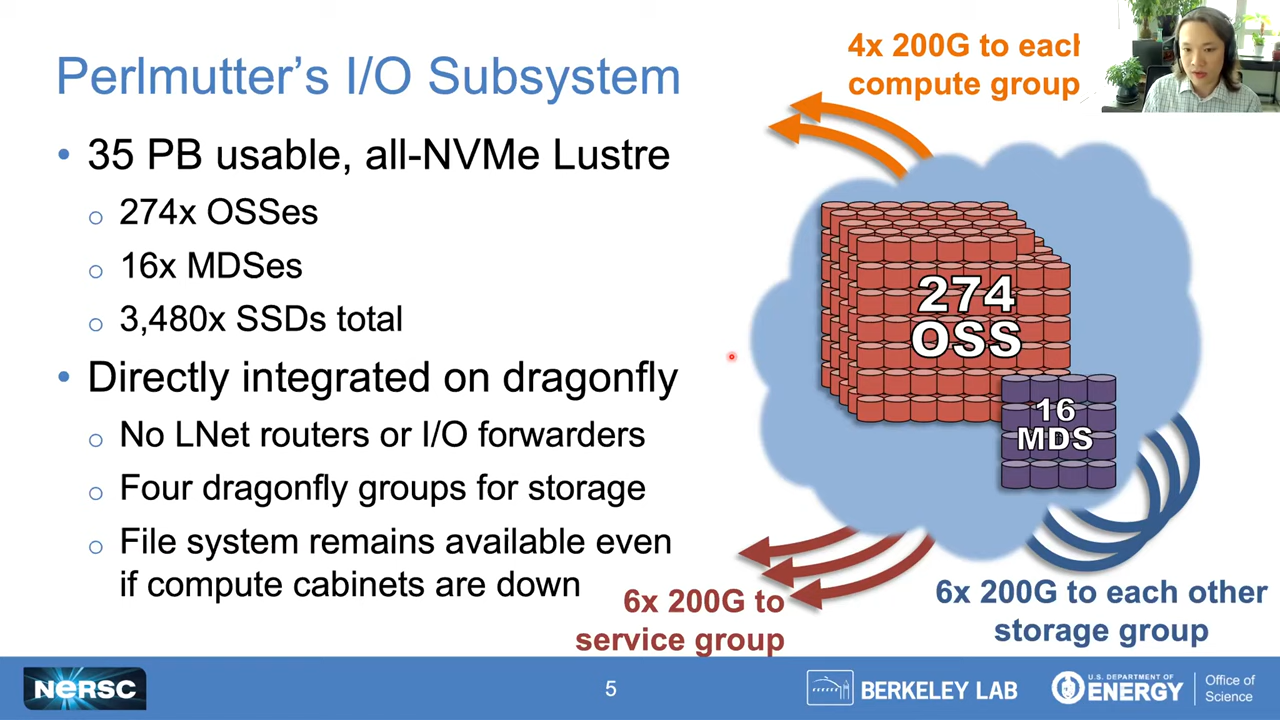 Perlmutter's I/O Subsystem
• 35 PB usable, all-NVMe Lustre
o 274x OSSes
o 16x MDSes
o 3,480x SSDs total
• Directly integrated on dragonfly
o No LNet routers or I/O forwarders
o Four dragonfly groups for storage
o File system remains available even
if compute cabinets are down
4x 200G to each
compute group
274
OSS
16
MDS
6x 200G to
service group
6x 200G to each other
storage group
NERSC
5
BERKELEY LAB
U.S. DEPARTMENT OF
ENERGY
Office of
Science